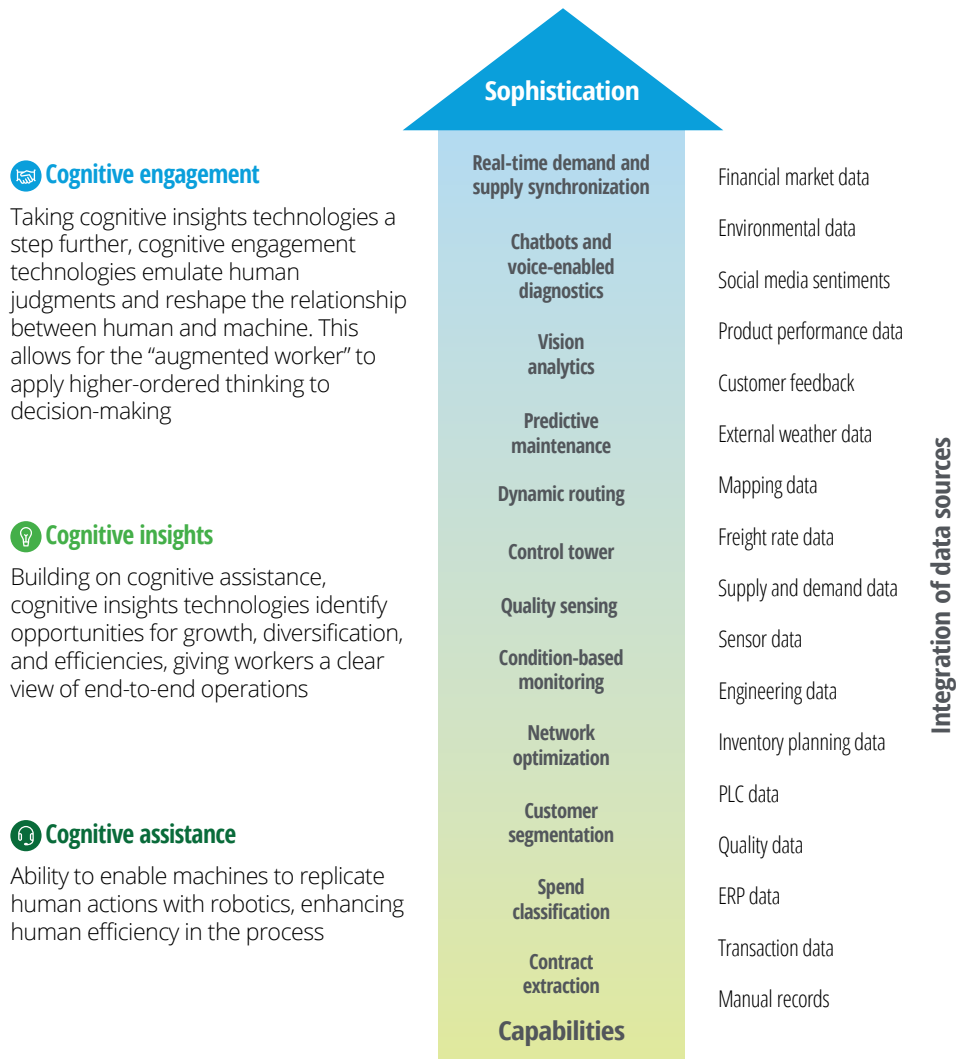 Sophistication
Cognitive engagement
Taking cognitive insights technologies a
step further, cognitive engagement
technologies emulate human
judgments and reshape the relationship
between human and machine. This
allows for the “augmented worker” to
apply higher-ordered thinking to
decision-making
Cognitive insights
Building on cognitive assistance,
cognitive insights technologies identify
opportunities for growth, diversification,
and efficiencies, giving workers a clear
view of end-to-end operations
Cognitive assistance
Ability to enable machines to replicate
human actions with robotics, enhancing
human efficiency in the process
Real-time demand and
supply synchronization
Chatbots and
voice-enabled
diagnostics
Vision
analytics
Predictive
maintenance
Dynamic routing
Control tower
Quality sensing
Condition-based
monitoring
Network
optimization
Customer
segmentation
Spend
classification
Contract
extraction
Capabilities
Financial market data
Environmental data
Social media sentiments
Product performance data
Customer feedback
External weather data
Mapping data
Freight rate data
Supply and demand data
Sensor data
Engineering data
Inventory planning data
PLC data
Quality data
ERP data
Transaction data
Manual records
Integration of data sources